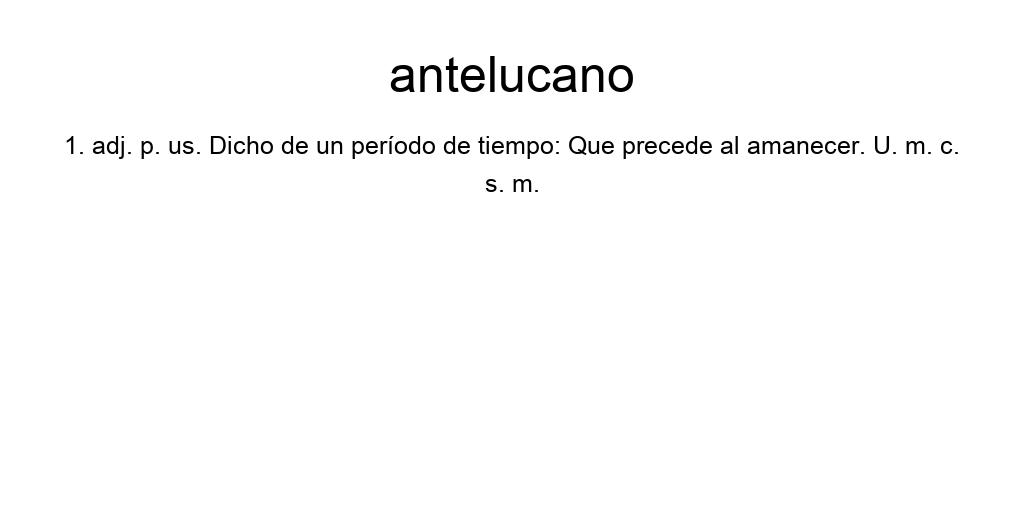 antelucano
1. adj. p. us. Dicho de un período de tiempo: Que precede al amanecer. U. m. c.
s. m.